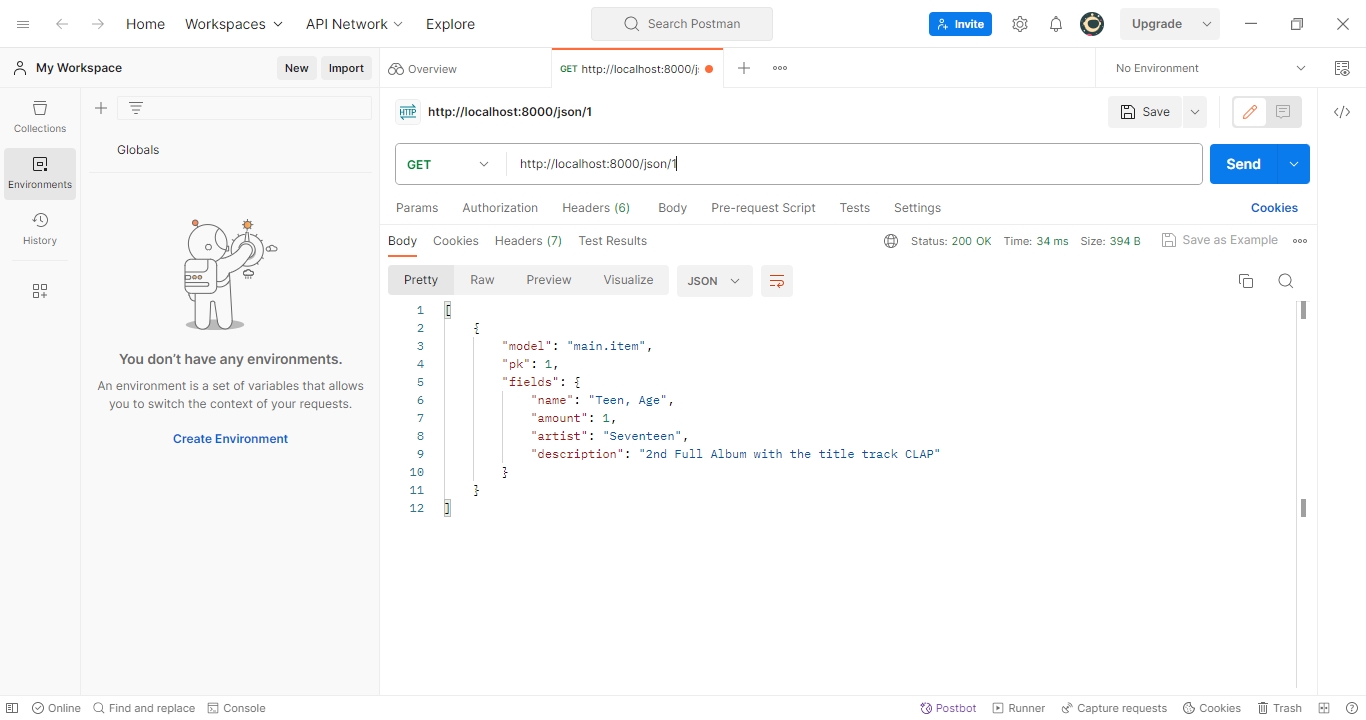 Home Workspaces API Network Explore Search Postman Invite Upgrade
My Workspace New Import Overview GET http://localhost:8000/j No Environment
Collections
Environments
History
Globals
You don't have any environments.
An environment is a set of variables that allows
you to switch the context of your requests.
Create Environment
HTTP http://localhost:8000/json/1 Save
GET http://localhost:8000/json/1 Send
Params Authorization Headers (6) Body Pre-request Script Tests Settings Cookies
Body Cookies Headers (7) Test Results Status: 200 OK Time: 34 ms Size: 394 B Save as Example
Pretty Raw Preview Visualize JSON
1 [
2 {
3 "model": "main.item",
4 "pk": 1,
5 "fields": {
6 "name": "Teen, Age",
7 "amount": 1,
8 "artist": "Seventeen",
9 "description": "2nd Full Album with the title track CLAP"
10 }
11 }
12 ]
Online Find and replace Console Postbot Runner Capture requests Cookies Trash